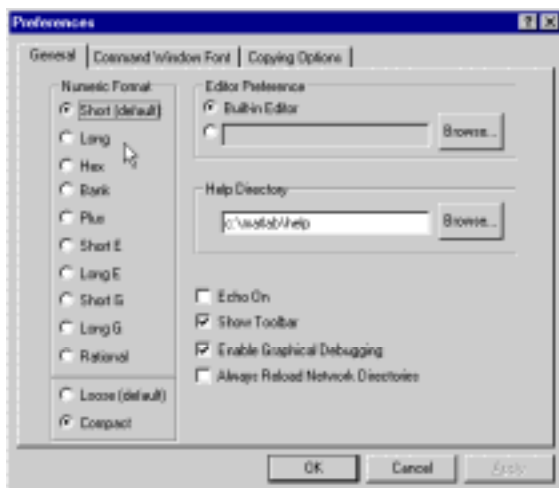 Preferences
General Command Window Font Copying Options
Numeric Format
Short (default)
Long
Hex
Bank
Plus
Short E
Long E
Short G
Long G
Rational
Loose (default)
Compact
Editor Preference
Built-in Editor
Browse...
Help Directory
c:\matlab\help
Browse...
Echo On
Show Toolbar
Enable Graphical Debugging
Always Reload Network Directories
OK Cancel Apply